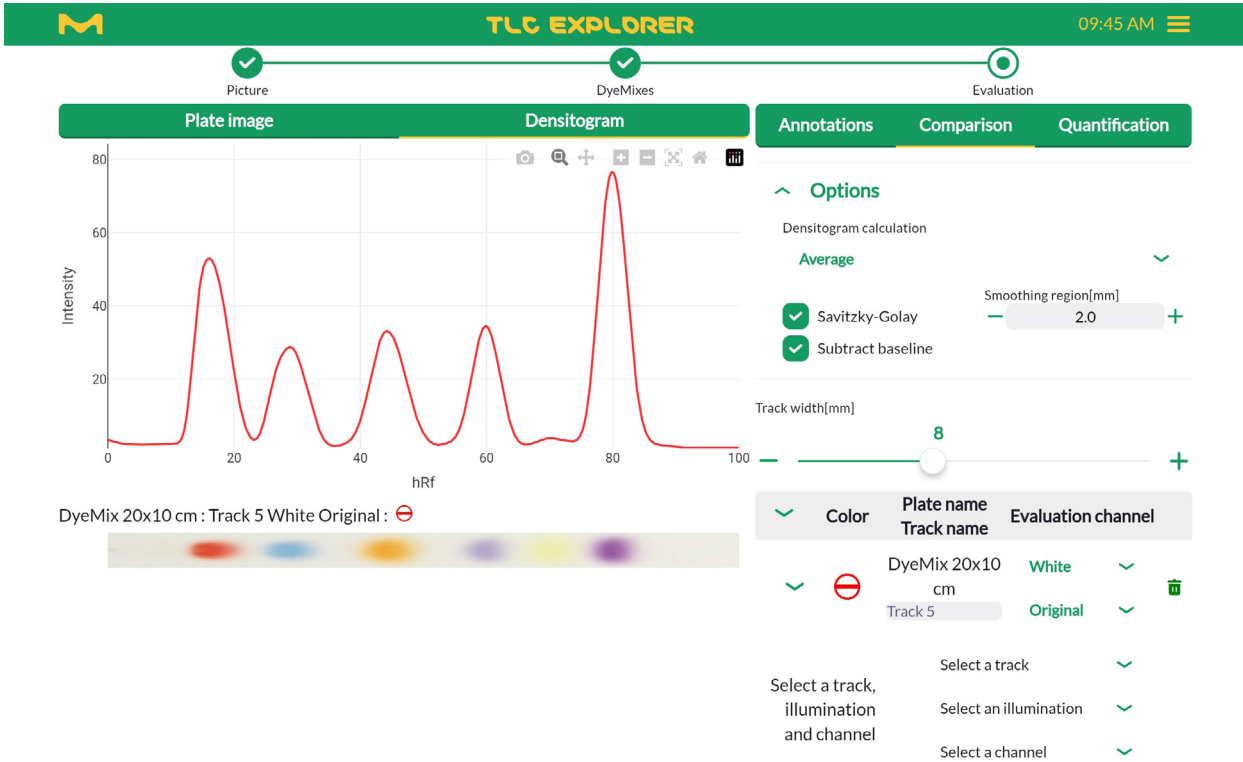 TLC EXPLORER
09:45 AM
Picture
DyeMixes
Evaluation
Plate image
Densitogram
80
60
40
20
Intensity
0
20
40
60
80
100
hRf
DyeMix 20x10 cm : Track 5 White Original :
Annotations
Comparison
Quantification
Options
Densitogram calculation
Average
Smoothing region[mm]
Savitzky-Golay
2.0
Subtract baseline
Track width[mm]
8
Color
Plate name
Track name
Evaluation channel
DyeMix 20x10
cm
Track 5
White
Original
Select a track,
illumination
and channel
Select a track
Select an illumination
Select a channel